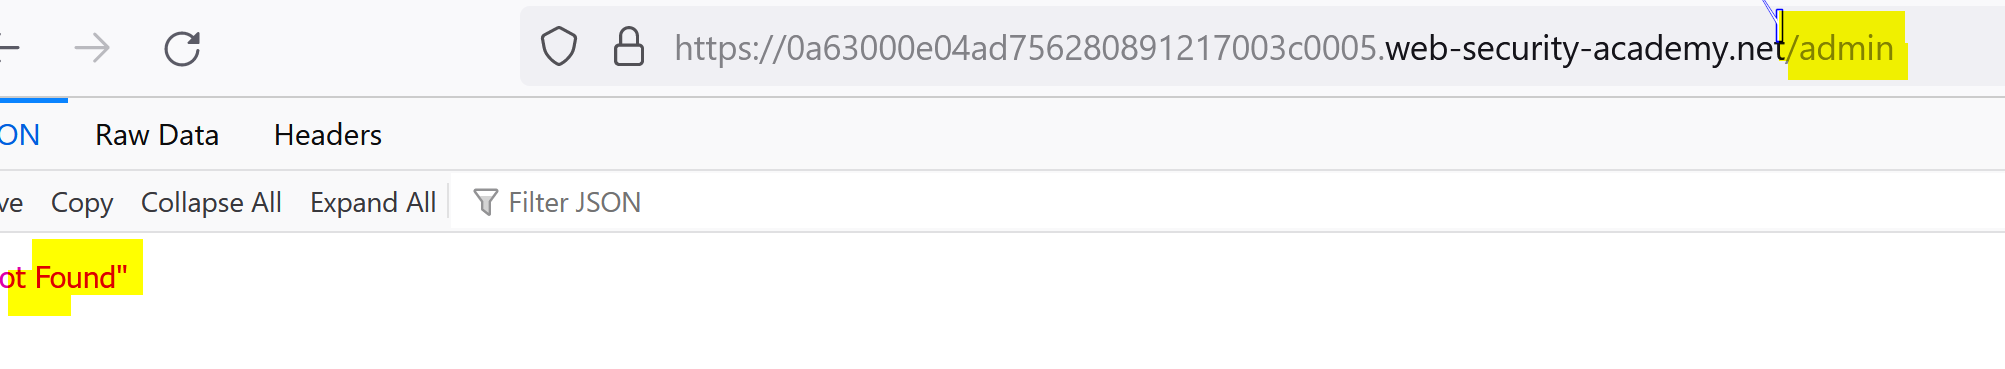 https://0a63000e04ad756280891217003c0005.web-security-academy.net/admin
ON Raw Data Headers
ve Copy Collapse All Expand All Filter JSON
ot Found"